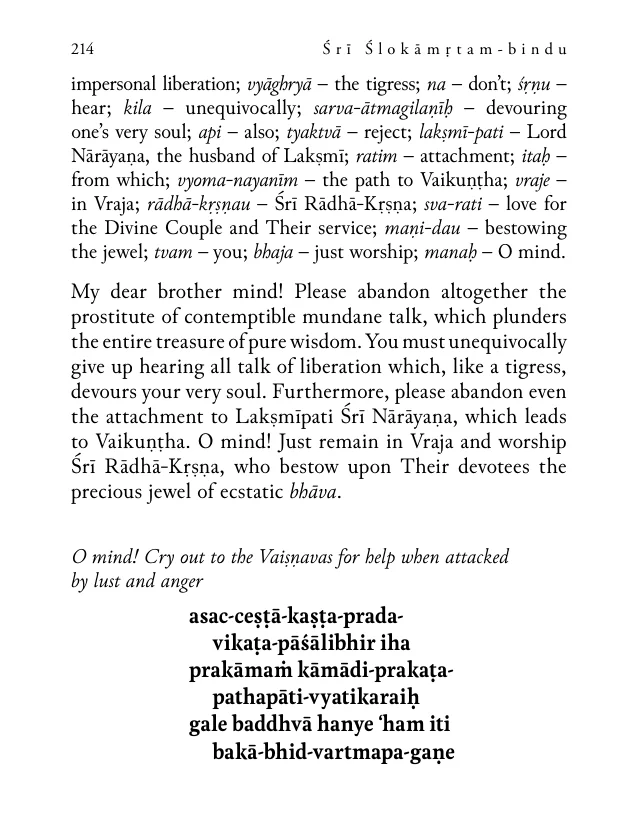 214 Śrī Ślokāmṛtam-bindu
impersonal liberation; vyāghryā – the tigress; na – don’t; śṛṇu –
hear; kila – unequivocally; sarva-ātmagilaṇīḥ – devouring
one’s very soul; api – also; tyaktvā – reject; lakṣmī-pati – Lord
Nārāyaṇa, the husband of Lakṣmī; ratim – attachment; itaḥ –
from which; vyoma-nayanīm – the path to Vaikuṇṭha; vraje –
in Vraja; rādhā-kṛṣṇau – Śrī Rādhā-Kṛṣṇa; sva-rati – love for
the Divine Couple and Their service; maṇi-dau – bestowing
the jewel; tvam – you; bhaja – just worship; manaḥ – O mind.
My dear brother mind! Please abandon altogether the
prostitute of contemptible mundane talk, which plunders
the entire treasure of pure wisdom. You must unequivocally
give up hearing all talk of liberation which, like a tigress,
devours your very soul. Furthermore, please abandon even
the attachment to Lakṣmīpati Śrī Nārāyaṇa, which leads
to Vaikuṇṭha. O mind! Just remain in Vraja and worship
Śrī Rādhā-Kṛṣṇa, who bestow upon Their devotees the
precious jewel of ecstatic bhāva.
O mind! Cry out to the Vaiṣṇavas for help when attacked
by lust and anger
asac-ceṣṭā-kaṣṭa-prada-
vikaṭa-pāśālibhir iha
prakāmaṁ kāmādi-prakaṭa-
pathapāti-vyatikaraiḥ
gale baddhvā hanye ‘ham iti
bakā-bhid-vartmapa-gaṇe